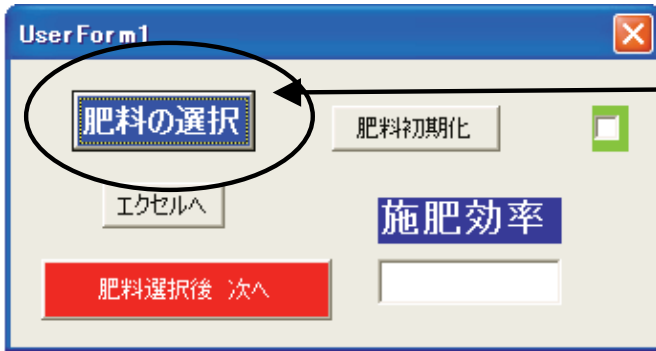 UserForm1
肥料の選択
肥料初期化
エクセルへ
施肥効率
肥料選択後 次へ